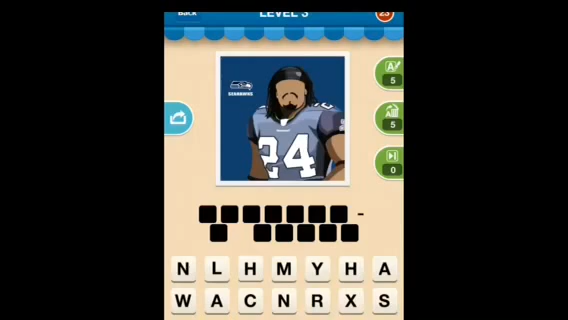 Back LEVEL 3 23
SEAHAWKS
24
5
5
0
-
N L H M Y H A
W A C N R X S